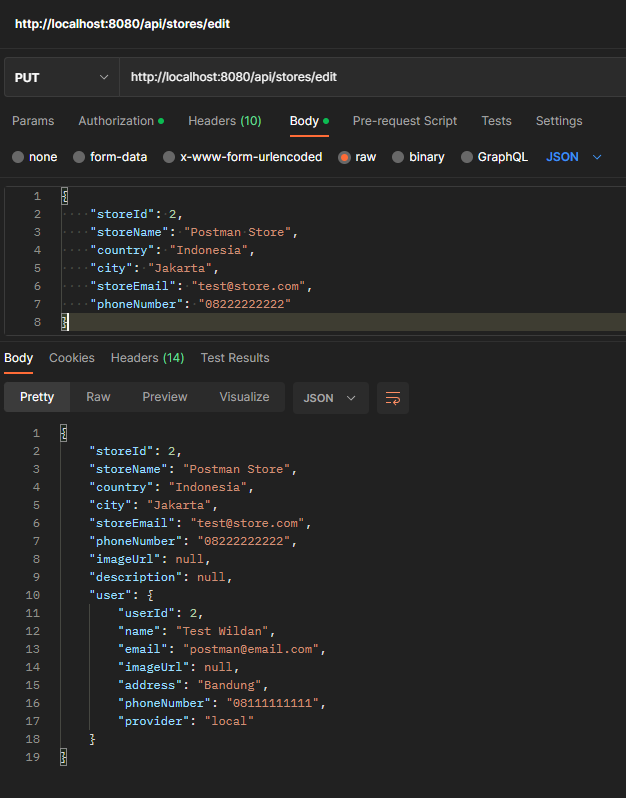 http://localhost:8080/api/stores/edit
PUT http://localhost:8080/api/stores/edit
Params Authorization Headers (10) Body Pre-request Script Tests Settings
none form-data x-www-form-urlencoded raw binary GraphQL JSON
1 {
2 "storeId": 2,
3 "storeName": "Postman Store",
4 "country": "Indonesia",
5 "city": "Jakarta",
6 "storeEmail": "test@store.com",
7 "phoneNumber": "08222222222"
8 }
Body Cookies Headers (14) Test Results
Pretty Raw Preview Visualize JSON
1 {
2 "storeId": 2,
3 "storeName": "Postman Store",
4 "country": "Indonesia",
5 "city": "Jakarta",
6 "storeEmail": "test@store.com",
7 "phoneNumber": "08222222222",
8 "imageUrl": null,
9 "description": null,
10 "user": {
11 "userId": 2,
12 "name": "Test Wildan",
13 "email": "postman@email.com",
14 "imageUrl": null,
15 "address": "Bandung",
16 "phoneNumber": "08111111111",
17 "provider": "local"
18 }
19 }